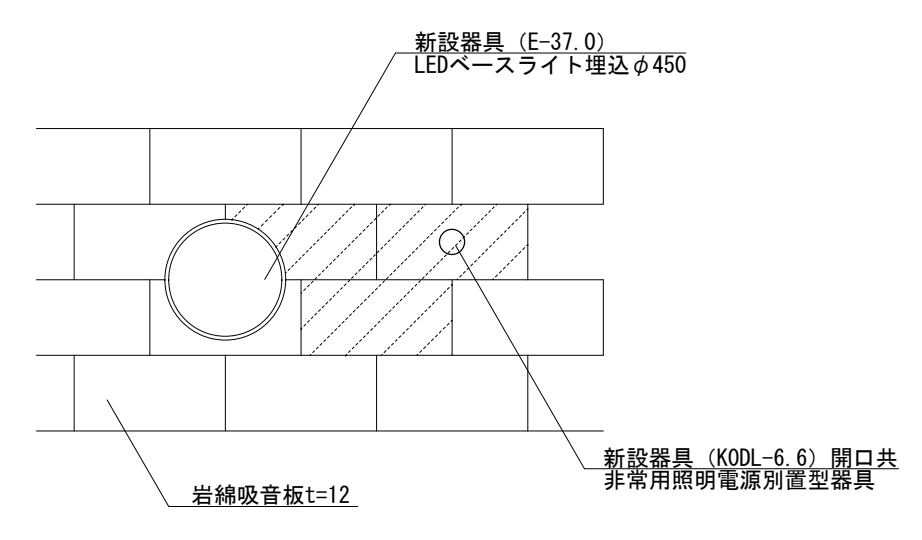 新設器具（E-37.0）
LEDベースライト埋込φ450
新設器具（KODL-6.6）開口共
非常用照明電源別置型器具
岩綿吸音板t=12